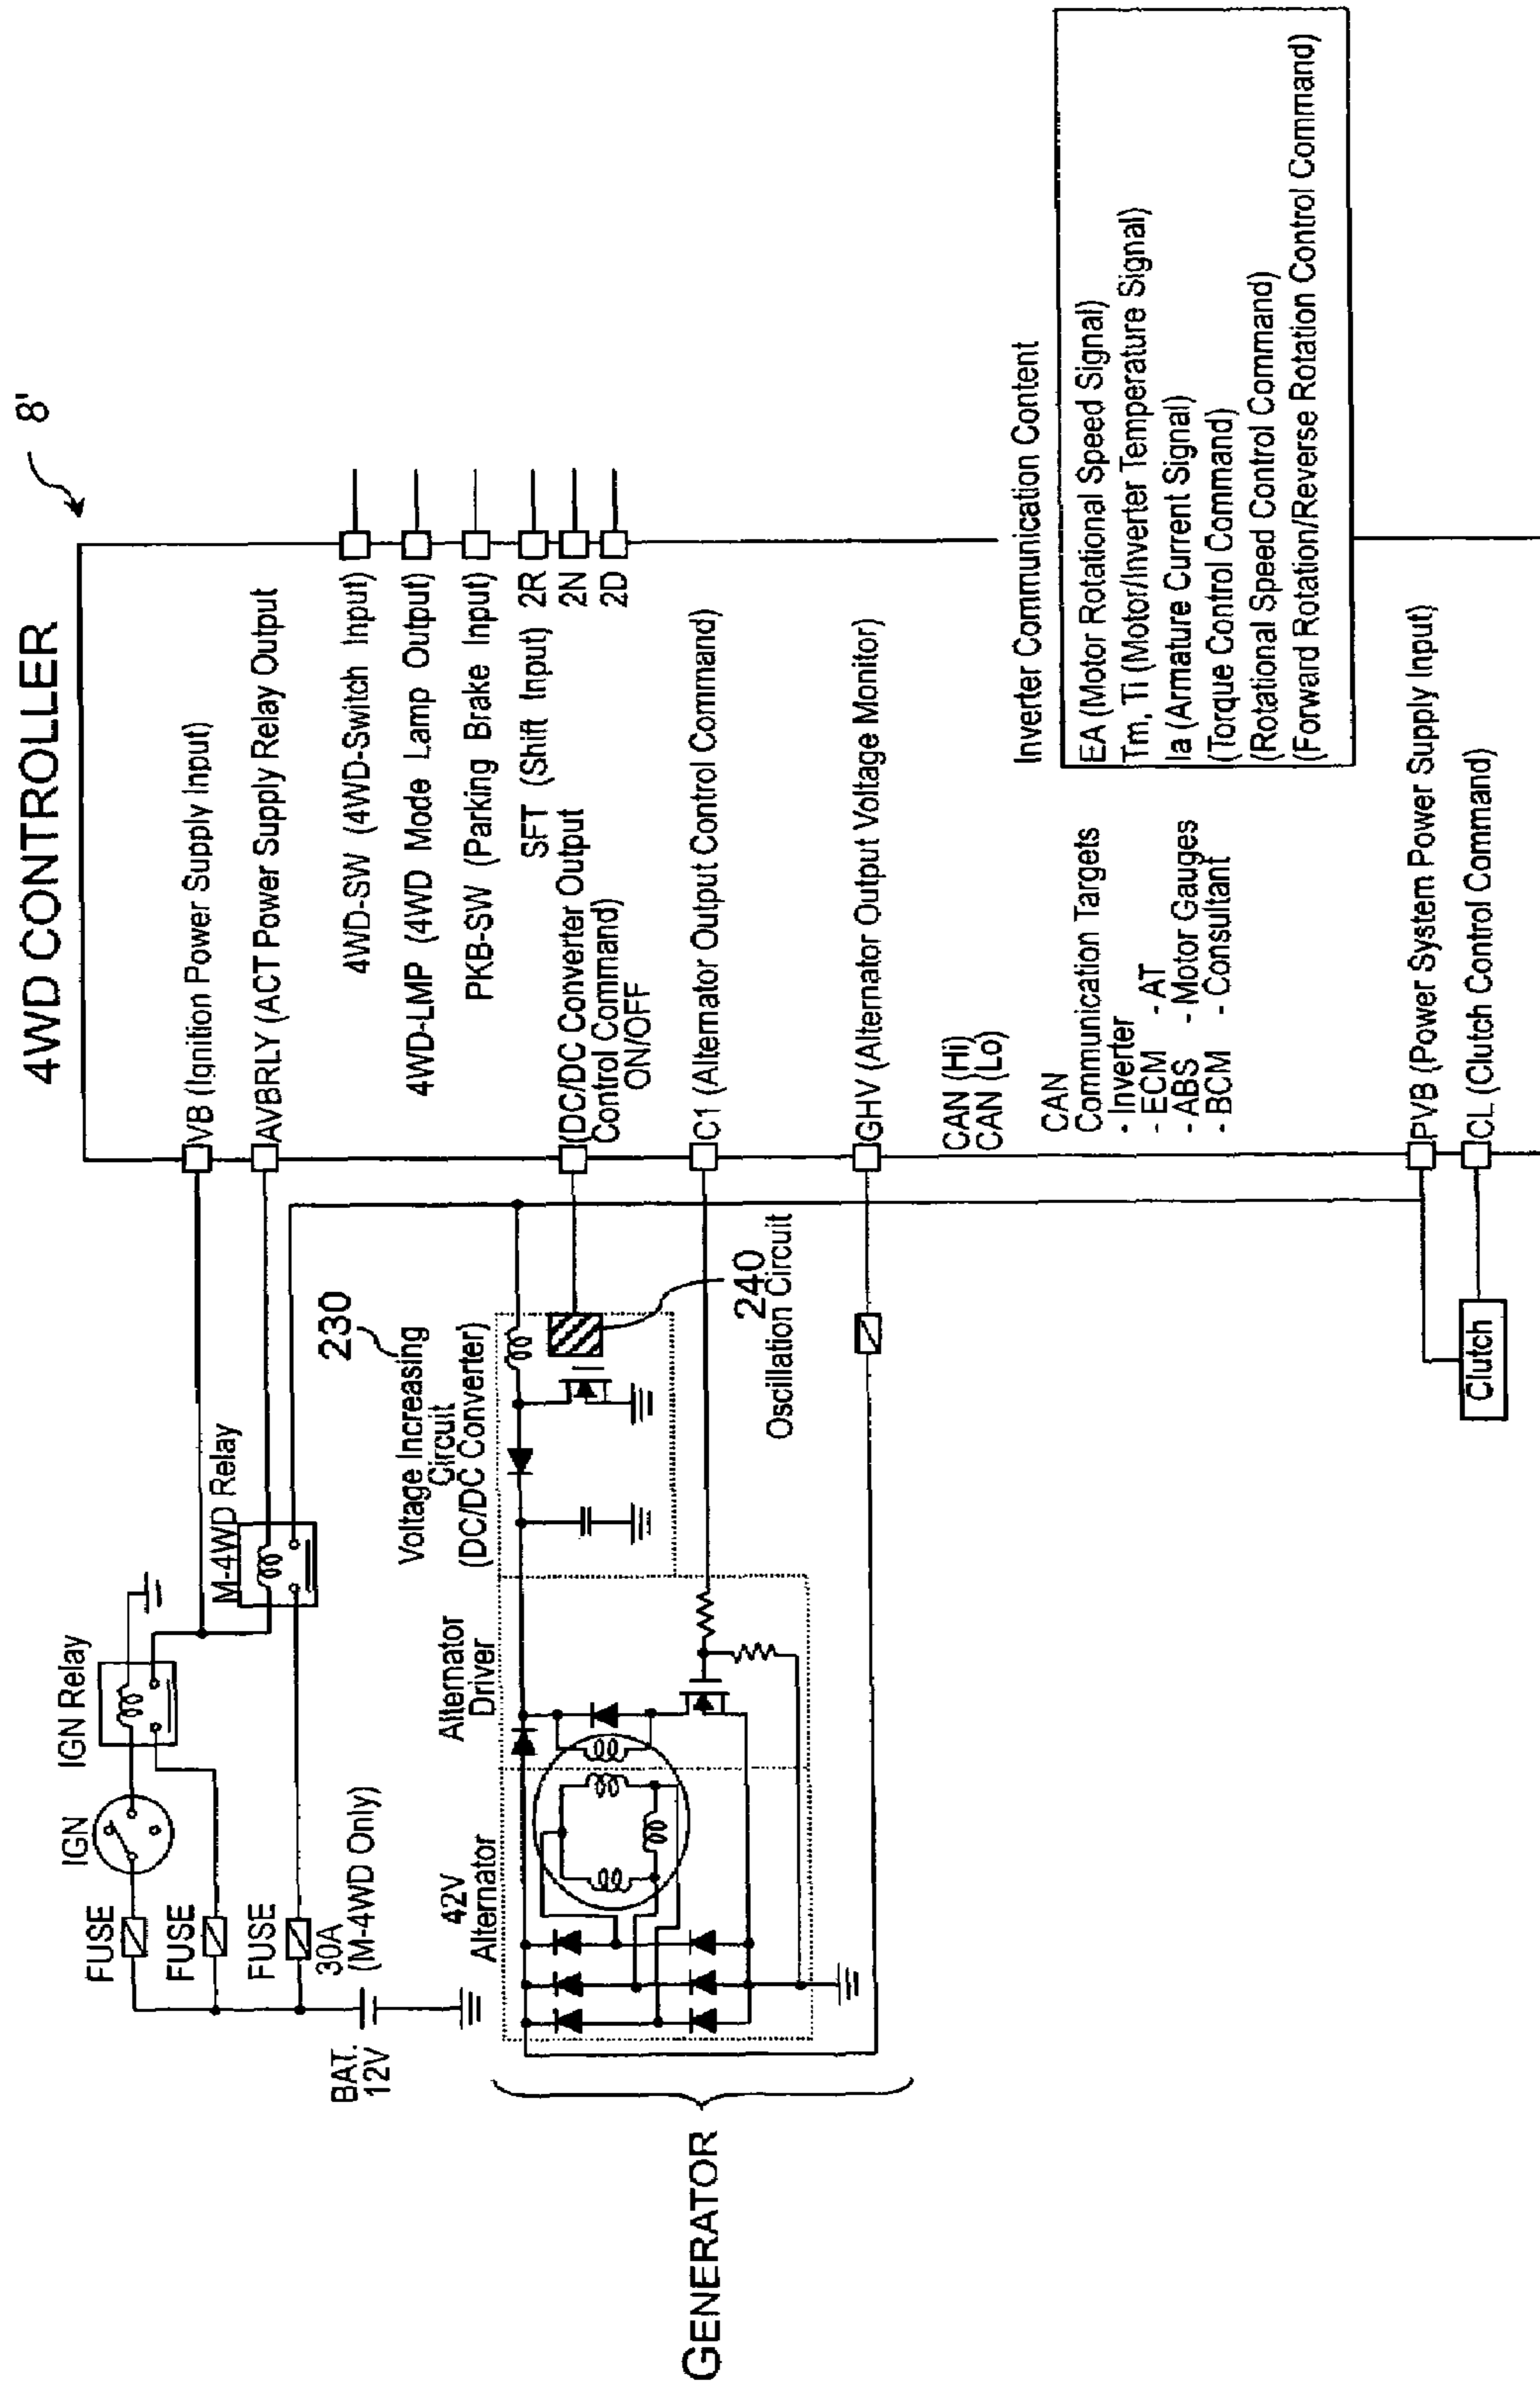 4WD CONTROLLER
8'
VB (Ignition Power Supply Input)
AVBRLY (ACT Power Supply Relay Output
4WD-SW (4WD-Switch Input)
4WD-LMP (4WD Mode Lamp Output)
PKB-SW (Parking Brake Input)
SFT (Shift Input)
2R
2N
2D
(DC/DC Converter Output
Control Command)
ON/OFF
C1 (Alternator Output Control Command)
GHV (Alternator Output Voltage Monitor)
CAN (Hi)
CAN (Lo)
CAN
Communication Targets
- Inverter
- ECM - AT
- ABS - Motor Gauges
- BCM - Consultant
Inverter Communication Content
EA (Motor Rotational Speed Signal)
Tm, Ti (Motor/Inverter Temperature Signal)
Ia (Armature Current Signal)
(Torque Control Command)
(Rotational Speed Control Command)
(Forward Rotation/Reverse Rotation Control Command)
PVB (Power System Power Supply Input)
CL (Clutch Control Command)
Clutch
IGN Relay
M-4WD Relay
IGN
FUSE
FUSE
FUSE
30A
(M-4WD Only)
BAT.
12V
230
Voltage Increasing
Circuit
(DC/DC Converter)
240
Oscillation Circuit
Alternator
Driver
42V
Alternator
GENERATOR